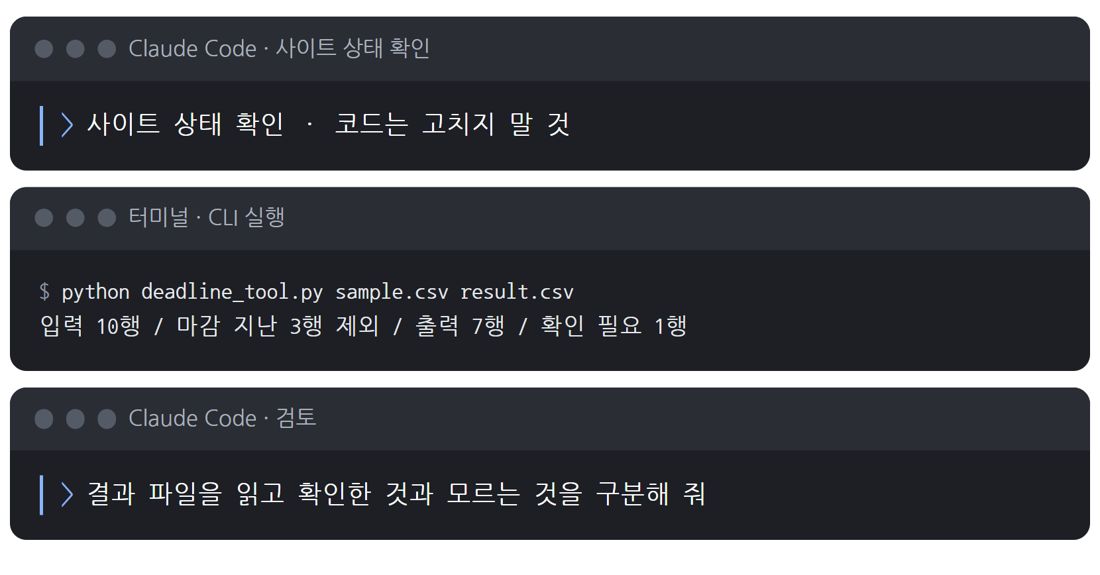 Claude Code · 사이트 상태 확인
> 사이트 상태 확인 · 코드는 고치지 말 것
터미널 · CLI 실행
$ python deadline_tool.py sample.csv result.csv
입력 10행 / 마감 지난 3행 제외 / 출력 7행 / 확인 필요 1행
Claude Code · 검토
> 결과 파일을 읽고 확인한 것과 모르는 것을 구분해 줘